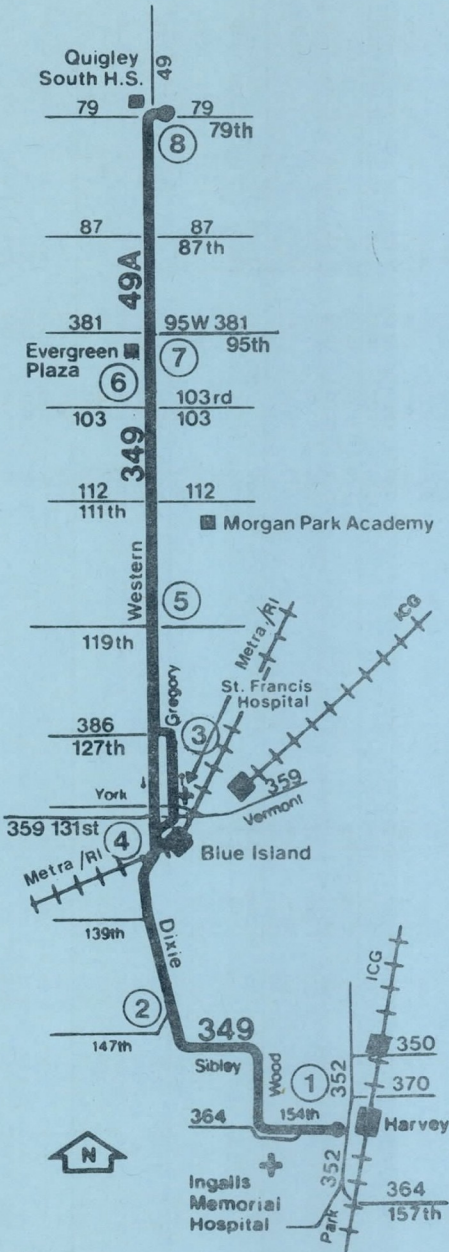 Quigley
South H.S.
49
79
79
79th
8
87
87
87th
49A
381
95W 381
95th
Evergreen
Plaza
7
6
103rd
103
103
349
112
112
111th
Morgan Park Academy
Western
5
119th
Metra/RI
ICG
St. Francis
Hospital
Gregory
386
127th
3
York
359
Vermont
359 131st
4
Blue Island
Metra/RI
139th
Dixie
2
147th
349
Sibley
Wood
1
352
ICG
350
370
364
154th
Harvey
N
Ingalls
Memorial
Hospital
352
Park
364
157th